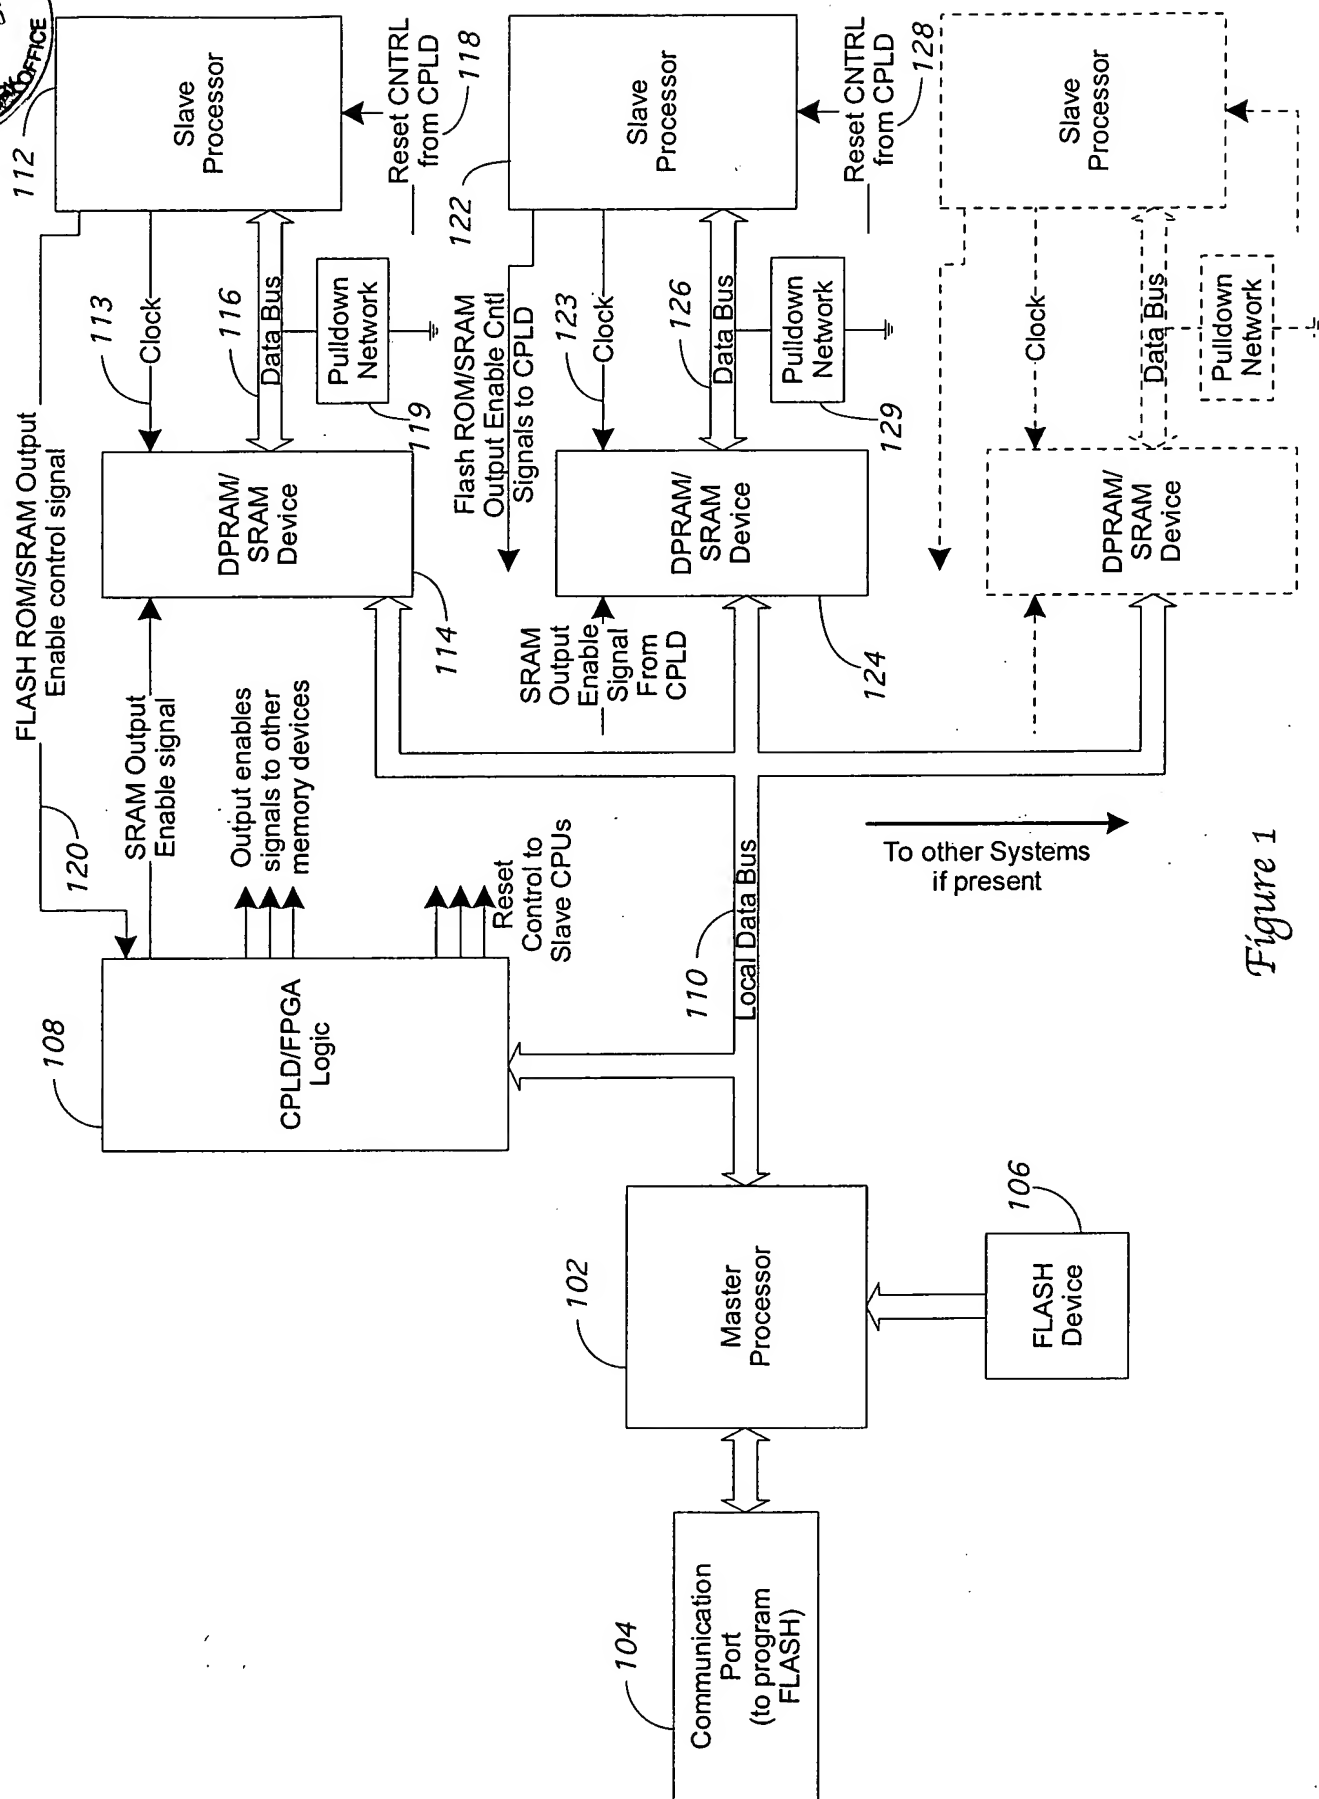 OFFICE
112
Slave
Processor
Reset CNTRL
from CPLD
118
113
Clock
116
Data Bus
Pulldown
Network
119
FLASH ROM/SRAM Output
Enable control signal
DPRAM/
SRAM
Device
114
120
SRAM Output
Enable signal
Output enables
signals to other
memory devices
Reset
Control to
Slave CPUs
108
CPLD/FPGA
Logic
122
Slave
Processor
Reset CNTRL
from CPLD
128
Flash ROM/SRAM
Output Enable Cntl
Signals to CPLD
123
Clock
126
Data Bus
Pulldown
Network
129
DPRAM/
SRAM
Device
124
SRAM
Output
Enable
Signal
From
CPLD
Slave
Processor
Clock
Data Bus
Pulldown
Network
DPRAM/
SRAM
Device
110
Local Data Bus
To other Systems
if present
102
Master
Processor
106
FLASH
Device
104
Communication
Port
(to program
FLASH)
Figure 1